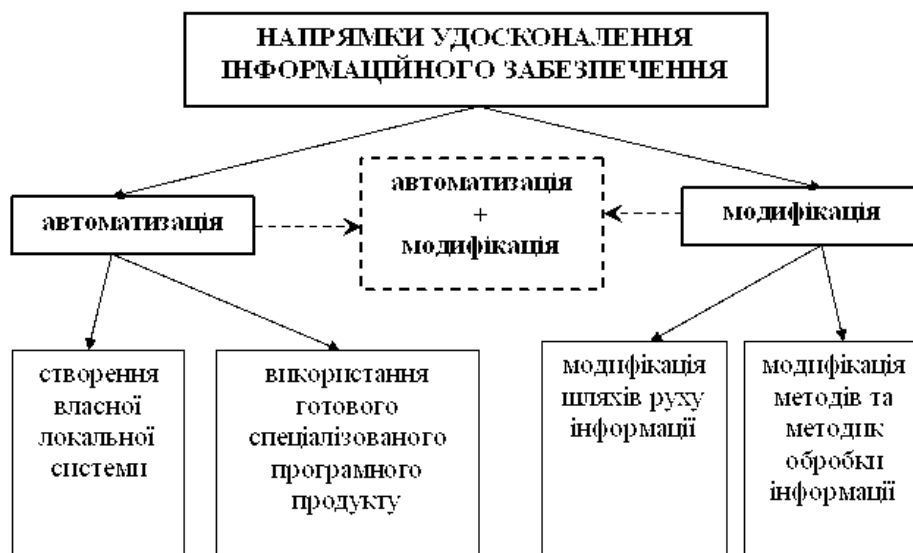 НАПРЯМКИ УДОСКОНАЛЕННЯ
ІНФОРМАЦІЙНОГО ЗАБЕЗПЕЧЕННЯ
автоматизація
автоматизація
+
модифікація
модифікація
створення
власної
локальної
системи
використання
готового
спеціалізованого
програмного
продукту
модифікація
шляхів руху
інформації
модифікація
методів та
методик
обробки
інформації